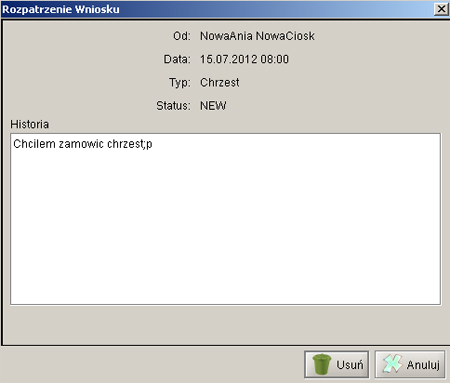 Rozpatrzenie Wniosku
Od: NowaAnia NowaCiosk
Data: 15.07.2012 08:00
Typ: Chrzest
Status: NEW
Historia
Chcilem zamowic chrzest;p
Usuń Anuluj